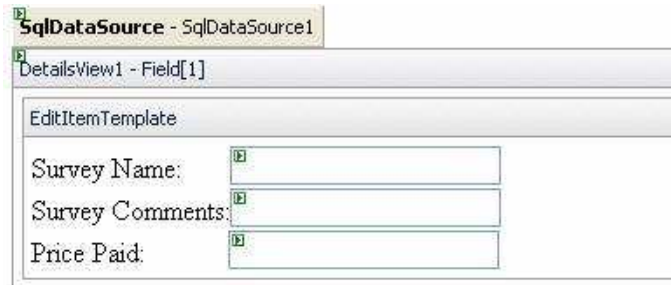 SqlDataSource - SqlDataSource1
DetailsView1 - Field[1]
EditItemTemplate
Survey Name:
Survey Comments:
Price Paid: